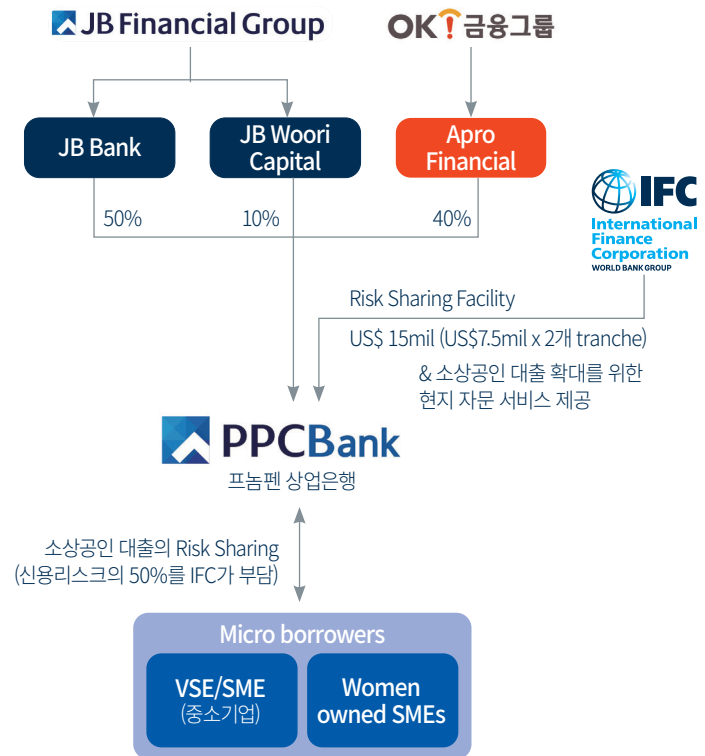 JB Financial Group
OK! 금융그룹
JB Bank
JB Woori
Capital
Apro
Financial
50%
10%
40%
IFC
International
Finance
Corporation
WORLD BANK GROUP
Risk Sharing Facility
US$ 15mil (US$7.5mil x 2개 tranche)
& 소상공인 대출 확대를 위한
현지 자문 서비스 제공
PPCBank
프놈펜 상업은행
소상공인 대출의 Risk Sharing
(신용리스크의 50%를 IFC가 부담)
Micro borrowers
VSE/SME
(중소기업)
Women
owned SMEs